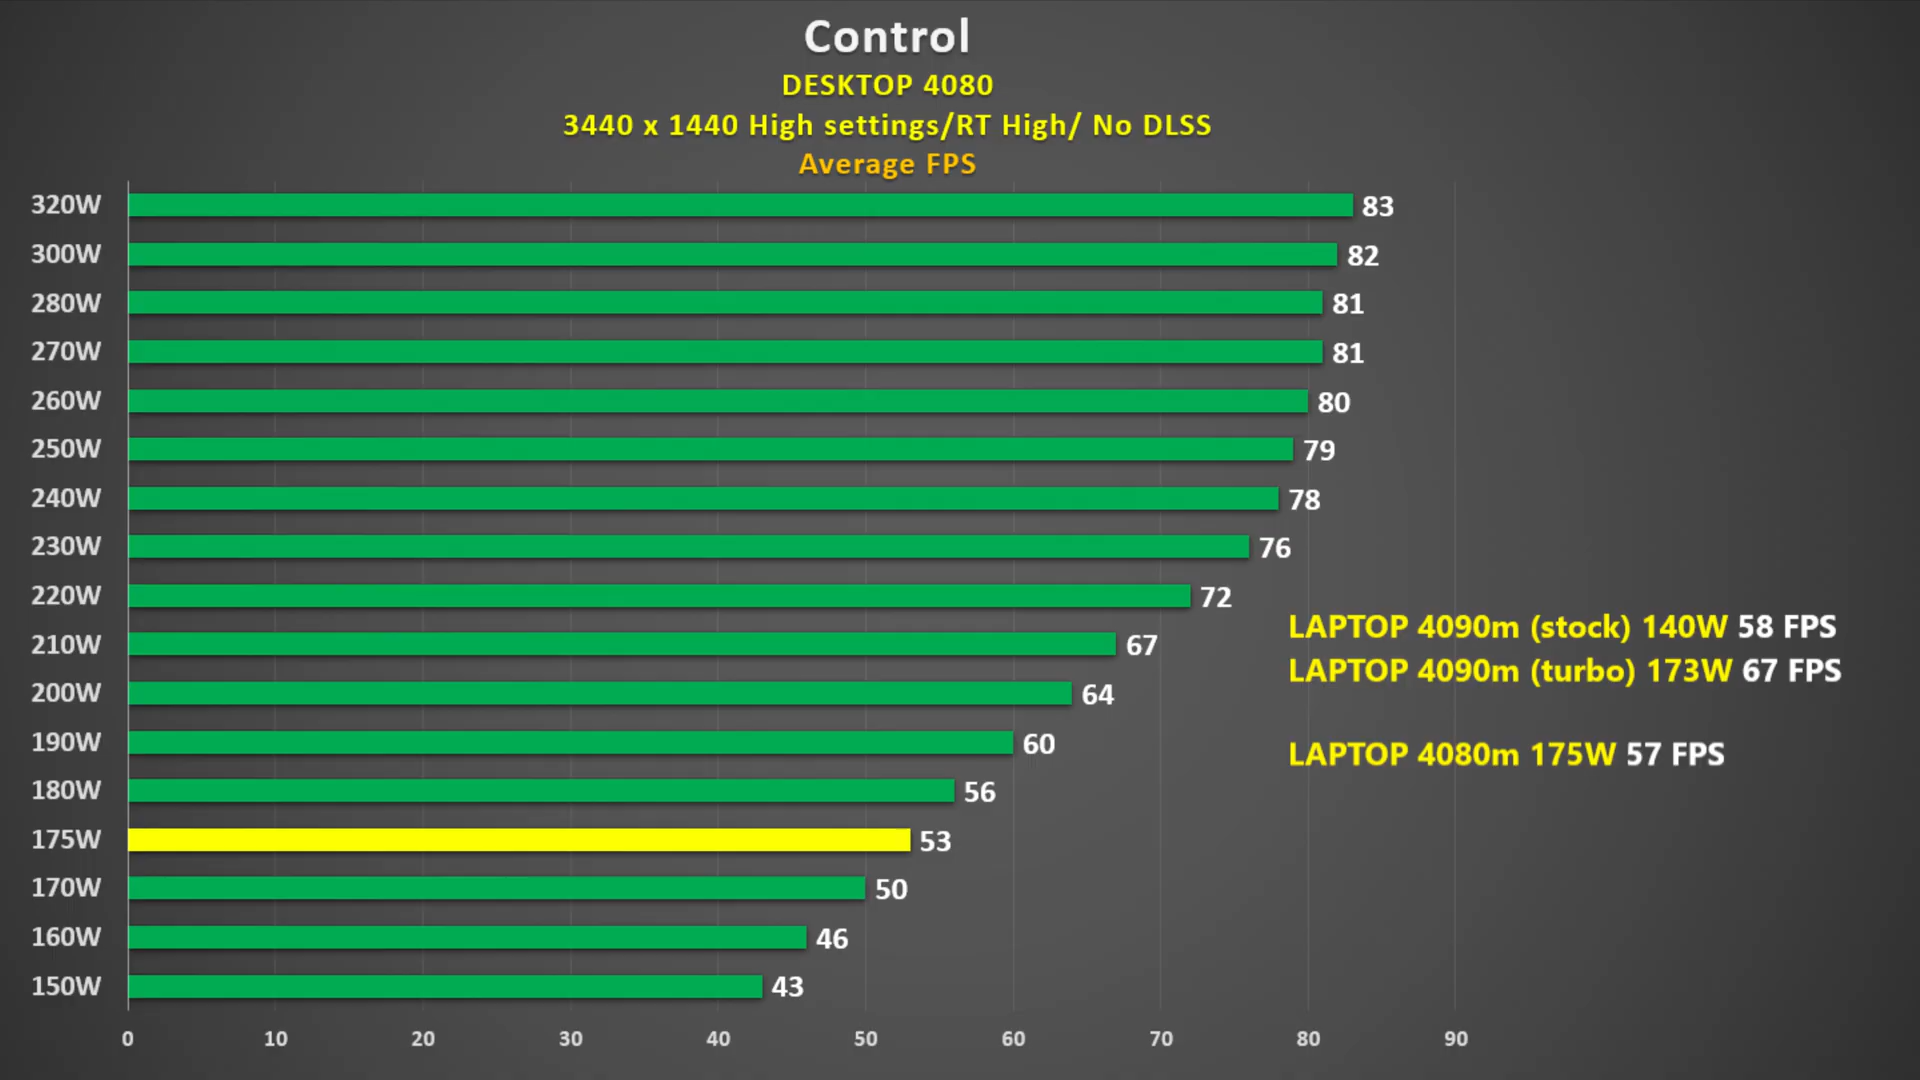 Control
DESKTOP 4080
3440 x 1440 High settings/RT High/ No DLSS
Average FPS
320W 83
300W 82
280W 81
270W 81
260W 80
250W 79
240W 78
230W 76
220W 72
210W 67
200W 64
190W 60
180W 56
175W 53
170W 50
160W 46
150W 43
LAPTOP 4090m (stock) 140W 58 FPS
LAPTOP 4090m (turbo) 173W 67 FPS
LAPTOP 4080m 175W 57 FPS
0 10 20 30 40 50 60 70 80 90